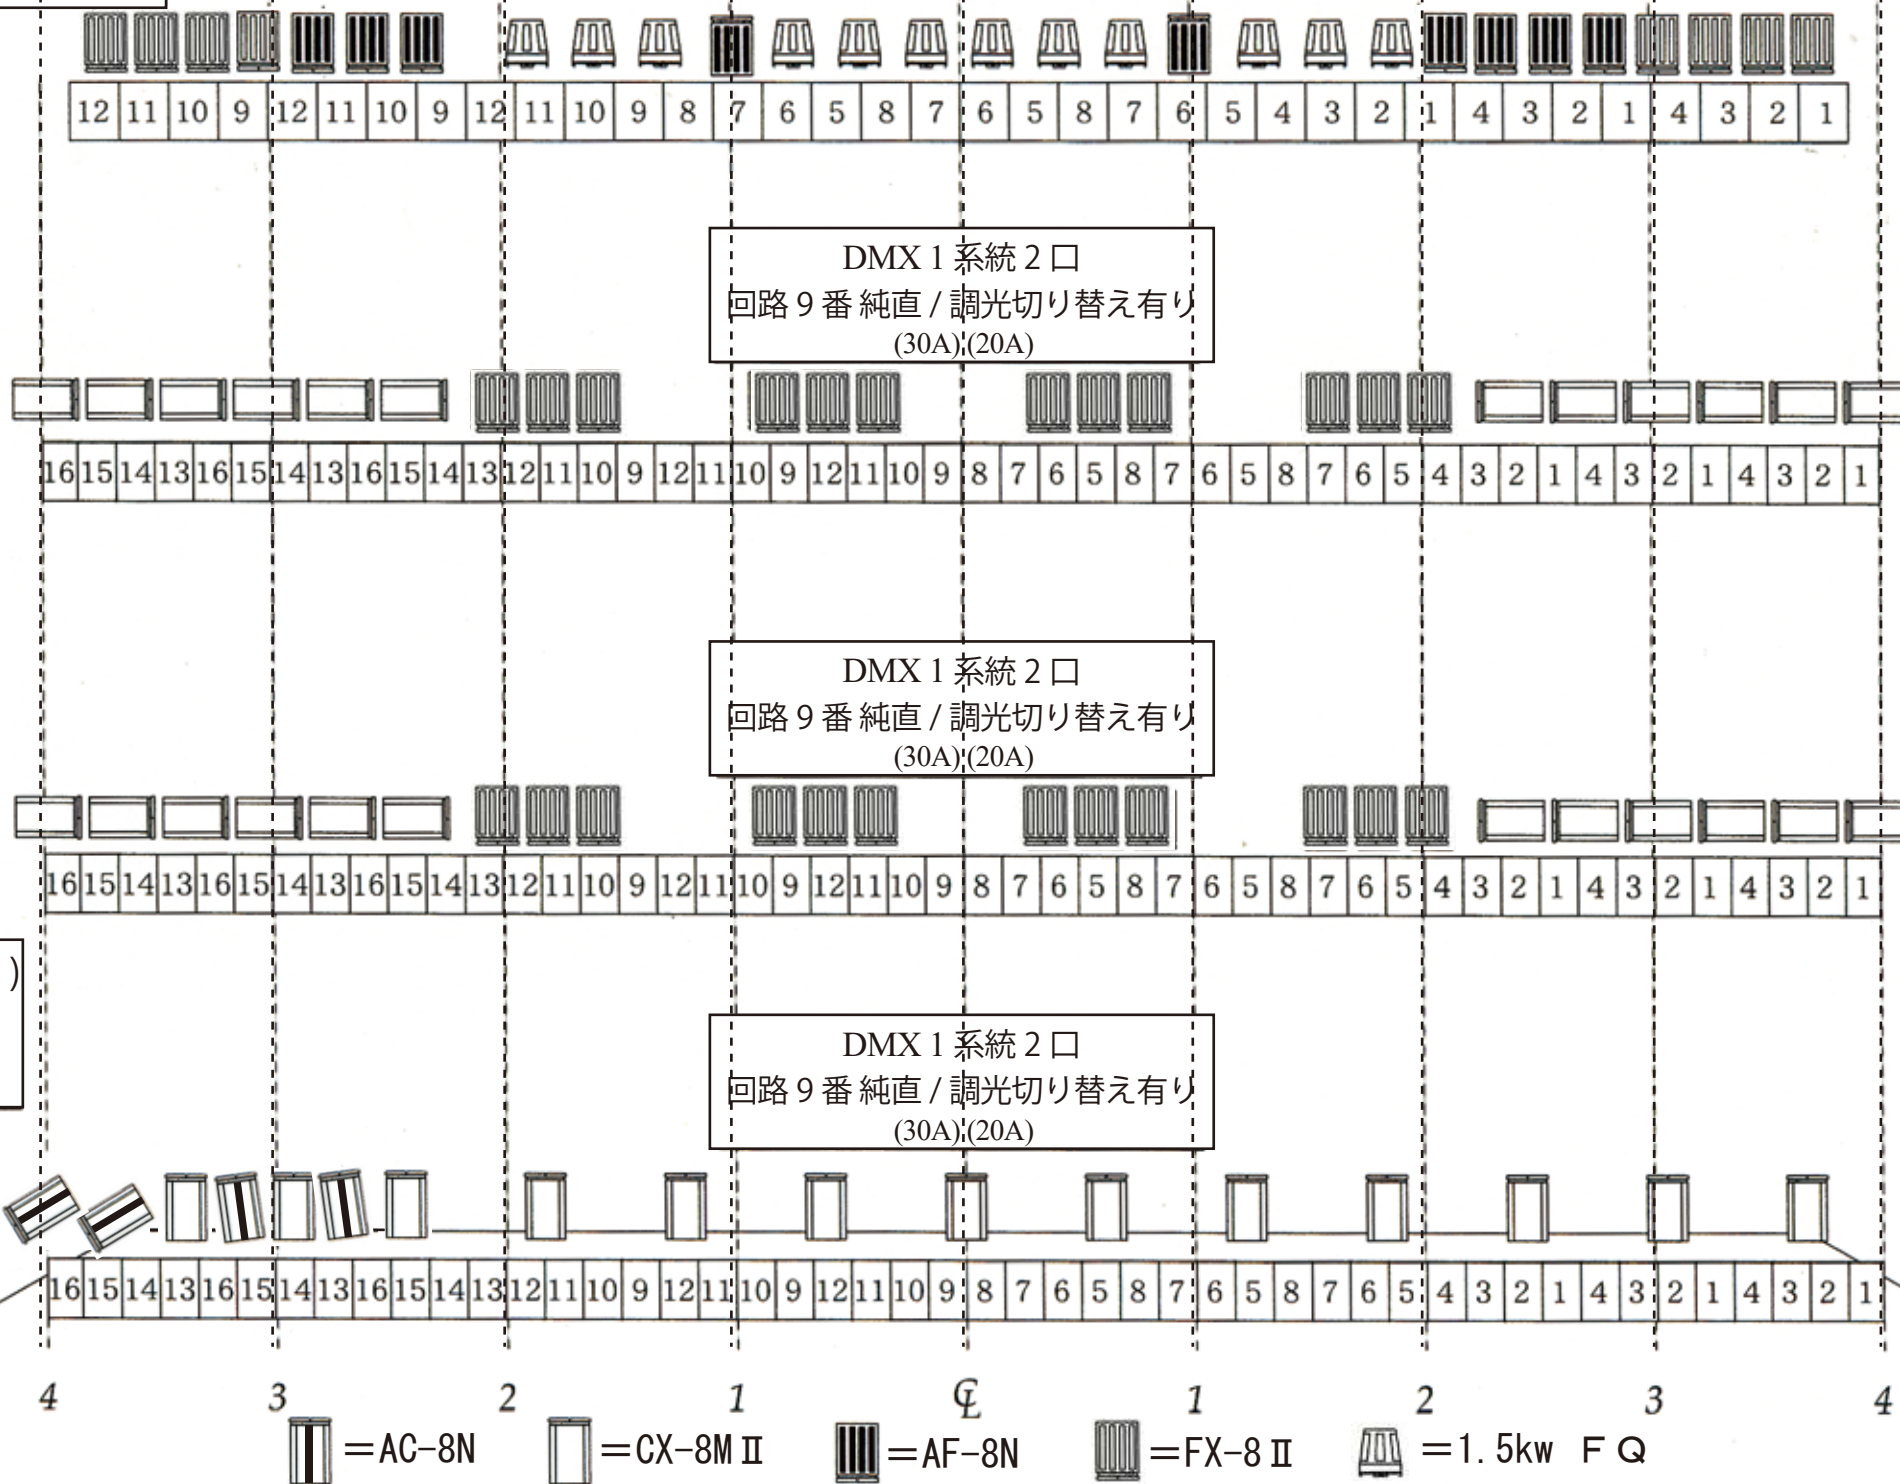 12 11 10 9 12 11 10 9 12 11 10 9 8 7 6 5 8 7 6 5 8 7 6 5 4 3 2 1 4 3 2 1 4 3 2 1
DMX 1 系統 2 口
回路 9 番 純直 / 調光切り替え有り
(30A) (20A)
16 15 14 13 16 15 14 13 16 15 14 13 12 11 10 9 12 11 10 9 12 11 10 9 8 7 6 5 8 7 6 5 8 7 6 5 4 3 2 1 4 3 2 1 4 3 2 1
DMX 1 系統 2 口
回路 9 番 純直 / 調光切り替え有り
(30A) (20A)
16 15 14 13 16 15 14 13 16 15 14 13 12 11 10 9 12 11 10 9 12 11 10 9 8 7 6 5 8 7 6 5 8 7 6 5 4 3 2 1 4 3 2 1 4 3 2 1
)
DMX 1 系統 2 口
回路 9 番 純直 / 調光切り替え有り
(30A) (20A)
16 15 14 13 16 15 14 13 16 15 14 13 12 11 10 9 12 11 10 9 12 11 10 9 8 7 6 5 8 7 6 5 8 7 6 5 4 3 2 1 4 3 2 1 4 3 2 1
4 3 2 1 ℄ 1 2 3 4
=AC-8N =CX-8MⅡ =AF-8N =FX-8Ⅱ =1.5kw ＦＱ